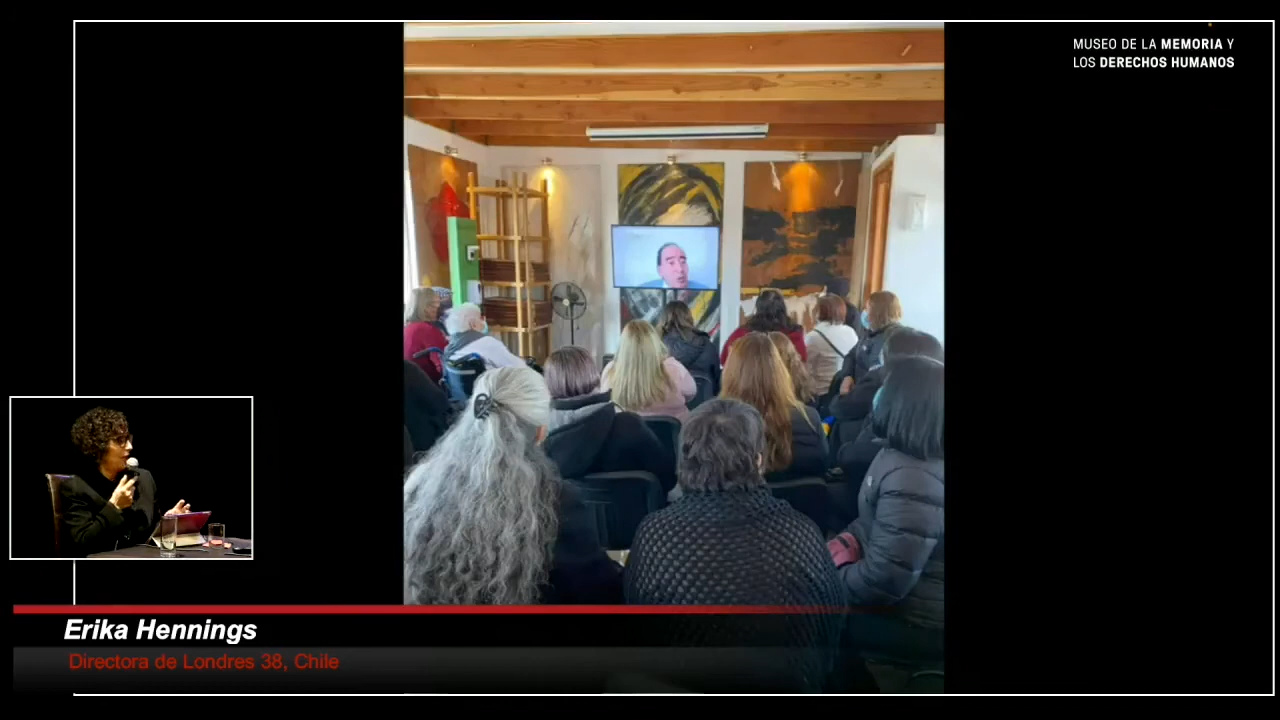 MUSEO DE LA MEMORIA Y
LOS DERECHOS HUMANOS
Erika Hennings
Directora de Londres 38, Chile